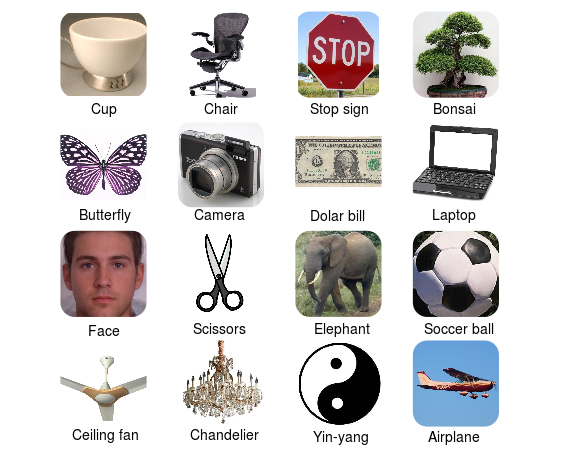 STOP
Cup Chair Stop sign Bonsai
Butterfly Camera Dolar bill Laptop
Face Scissors Elephant Soccer ball
Ceiling fan Chandelier Yin-yang Airplane